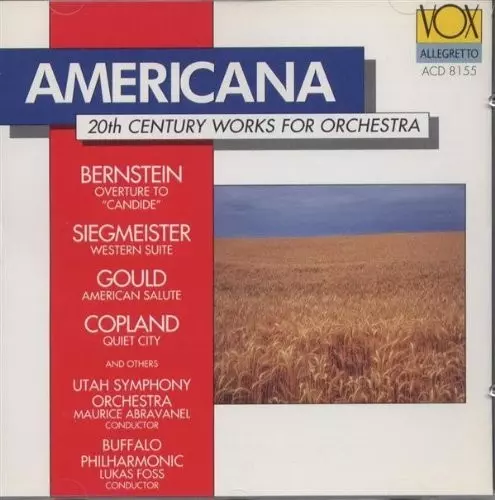 VOX
ALLEGRETTO
ACD 8155
AMERICANA
20th CENTURY WORKS FOR ORCHESTRA
BERNSTEIN
OVERTURE TO
"CANDIDE"
SIEGMEISTER
WESTERN SUITE
GOULD
AMERICAN SALUTE
COPLAND
QUIET CITY
AND OTHERS
UTAH SYMPHONY
ORCHESTRA
MAURICE ABRAVANEL
CONDUCTOR
BUFFALO
PHILHARMONIC
LUKAS FOSS
CONDUCTOR